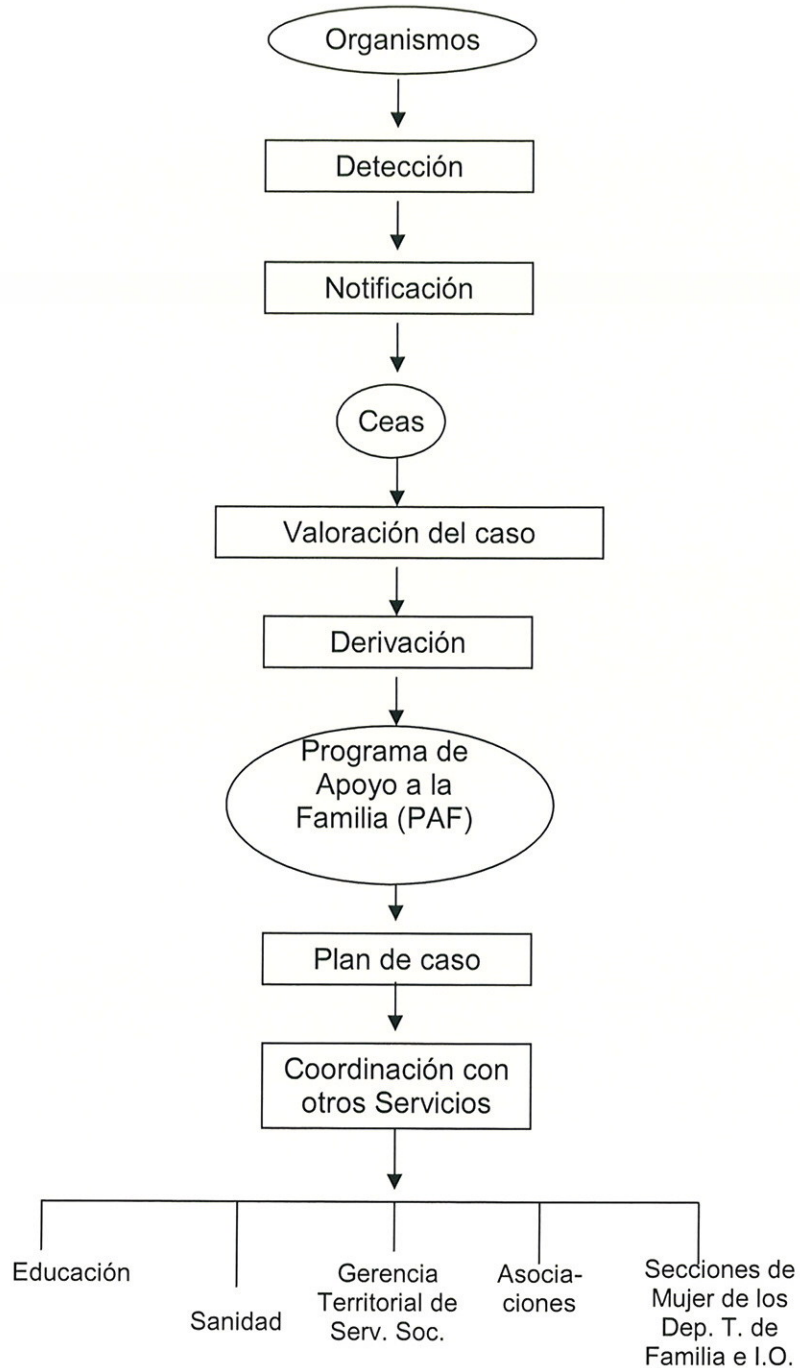 Organismos
Detección
Notificación
Ceas
Valoración del caso
Derivación
Programa de
Apoyo a la
Familia (PAF)
Plan de caso
Coordinación con
otros Servicios
Educación
Sanidad
Gerencia
Territorial de
Serv. Soc.
Asocia-
ciones
Secciones de
Mujer de los
Dep. T. de
Familia e I.O.